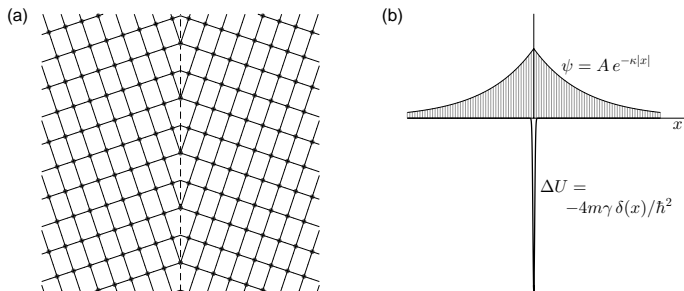 (a)
(b)
ψ = A e^{−κ|x|}
x
ΔU =
−4mγ δ(x)/ħ²